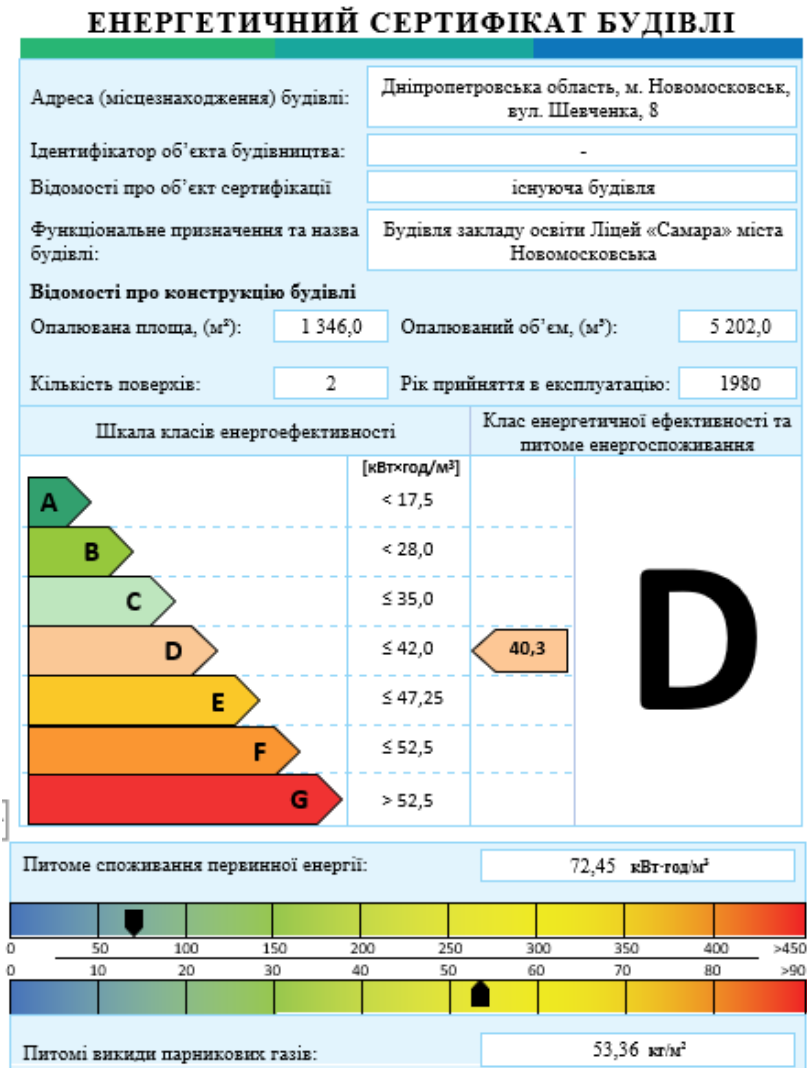 ЕНЕРГЕТИЧНИЙ СЕРТИФІКАТ БУДІВЛІ
Адреса (місцезнаходження) будівлі:
Дніпропетровська область, м. Новомосковськ,
вул. Шевченка, 8
Ідентифікатор об’єкта будівництва:
-
Відомості про об’єкт сертифікації
існуюча будівля
Функціональне призначення та назва
будівлі:
Будівля закладу освіти Ліцей «Самара» міста
Новомосковська
Відомості про конструкцію будівлі
Опалювана площа, (м²):
1 346,0
Опалюваний об’єм, (м³):
5 202,0
Кількість поверхів:
2
Рік прийняття в експлуатацію:
1980
Шкала класів енергоефективності
Клас енергетичної ефективності та
питоме енергоспоживання
[кВт×год/м³]
A
< 17,5
B
< 28,0
C
≤ 35,0
D
≤ 42,0
40,3
D
E
≤ 47,25
F
≤ 52,5
G
> 52,5
Питоме споживання первинної енергії:
72,45 кВт·год/м³
0 50 100 150 200 250 300 350 400 >450
0 10 20 30 40 50 60 70 80 >90
Питомі викиди парникових газів:
53,36 кг/м²